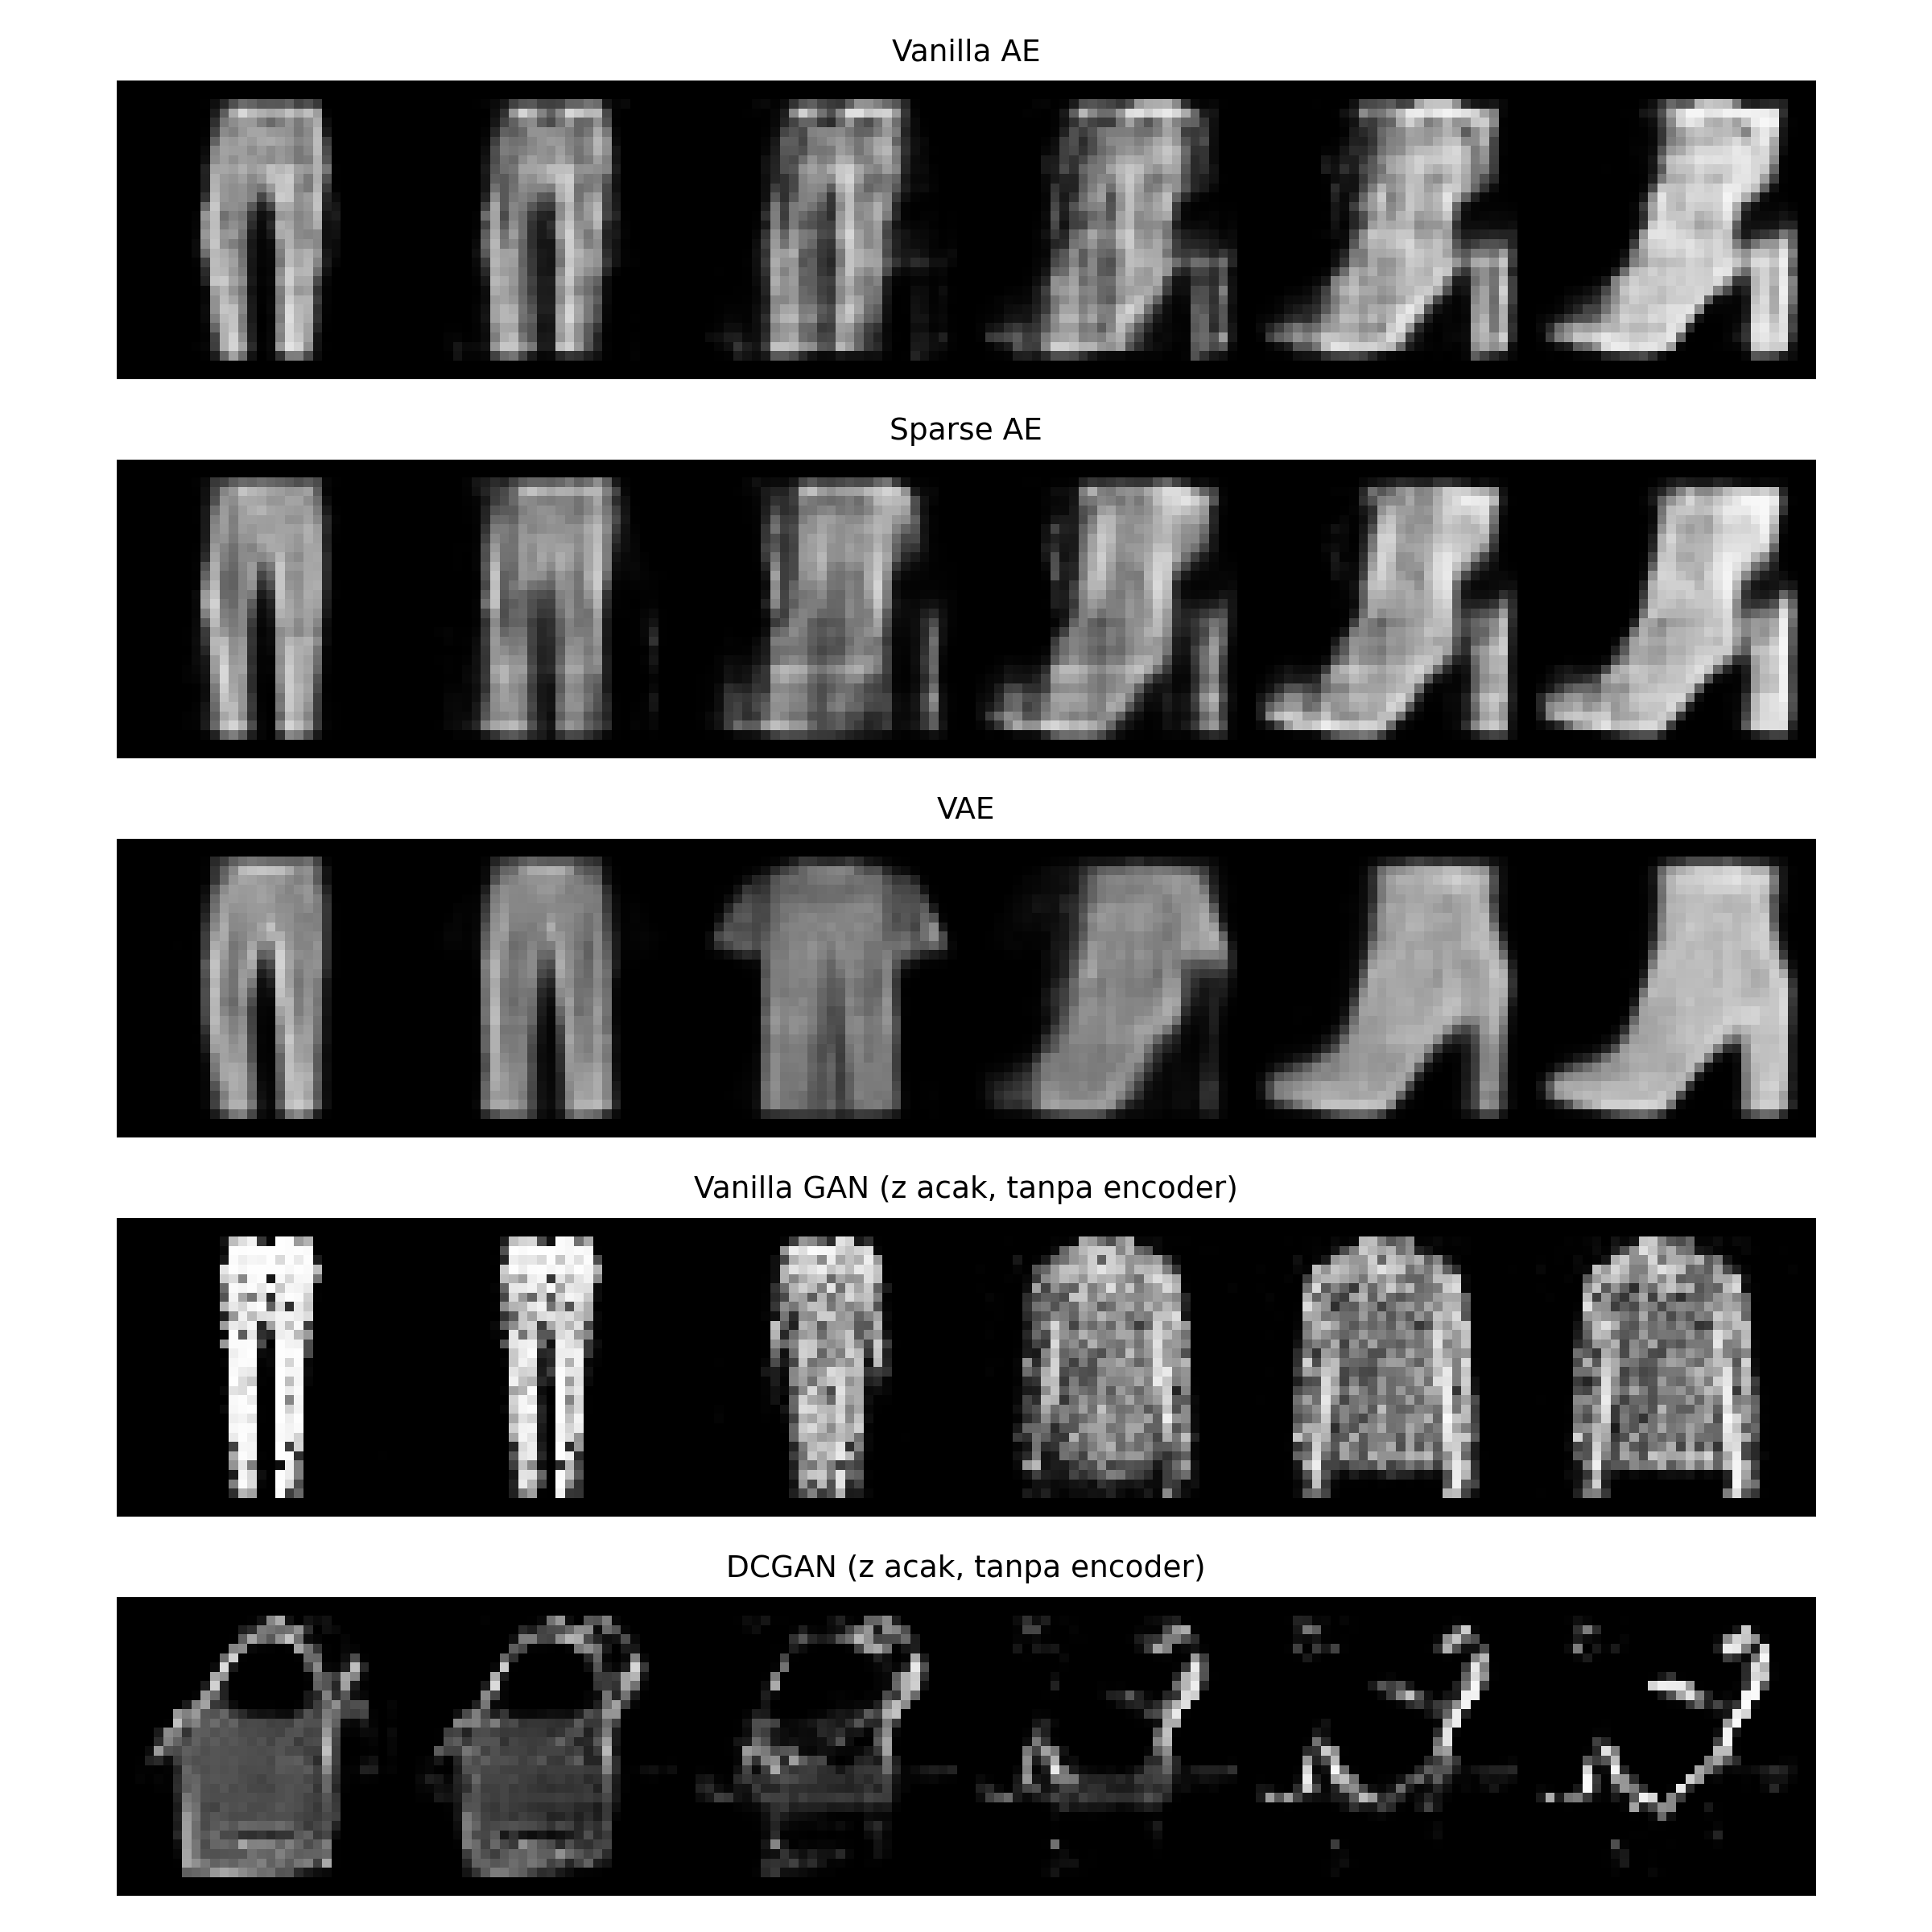 Vanilla AE
Sparse AE
VAE
Vanilla GAN (z acak, tanpa encoder)
DCGAN (z acak, tanpa encoder)